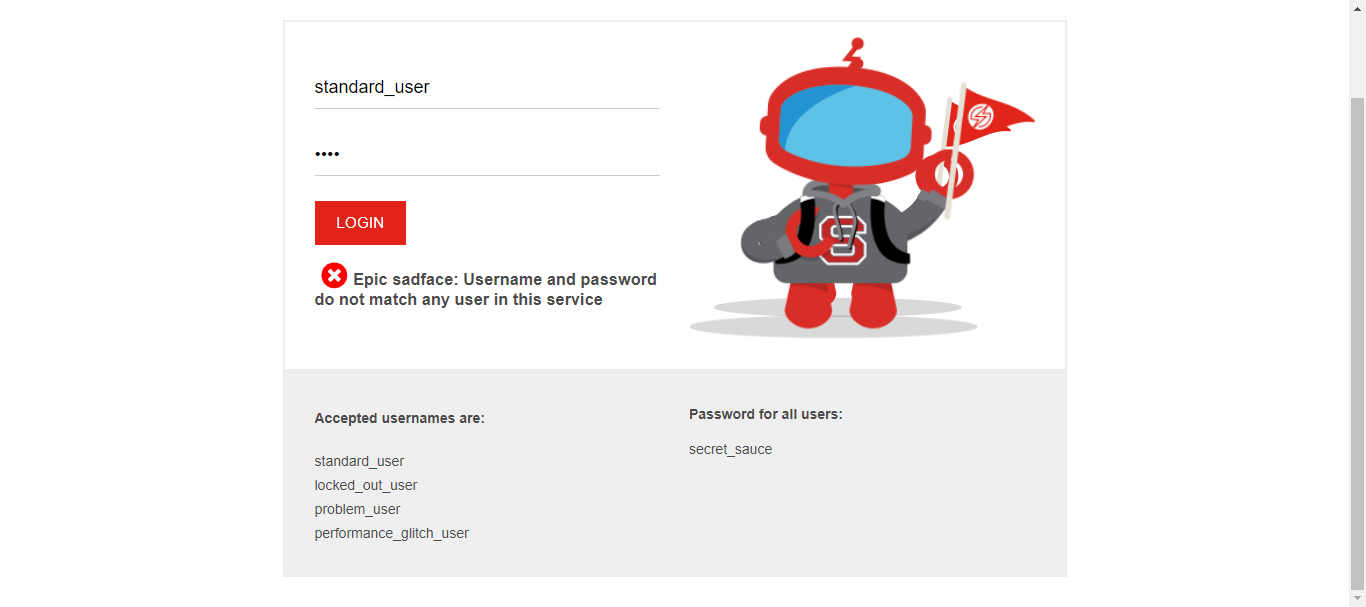 standard_user
••••
LOGIN
Epic sadface: Username and password
do not match any user in this service
S
Accepted usernames are:
standard_user
locked_out_user
problem_user
performance_glitch_user
Password for all users:
secret_sauce